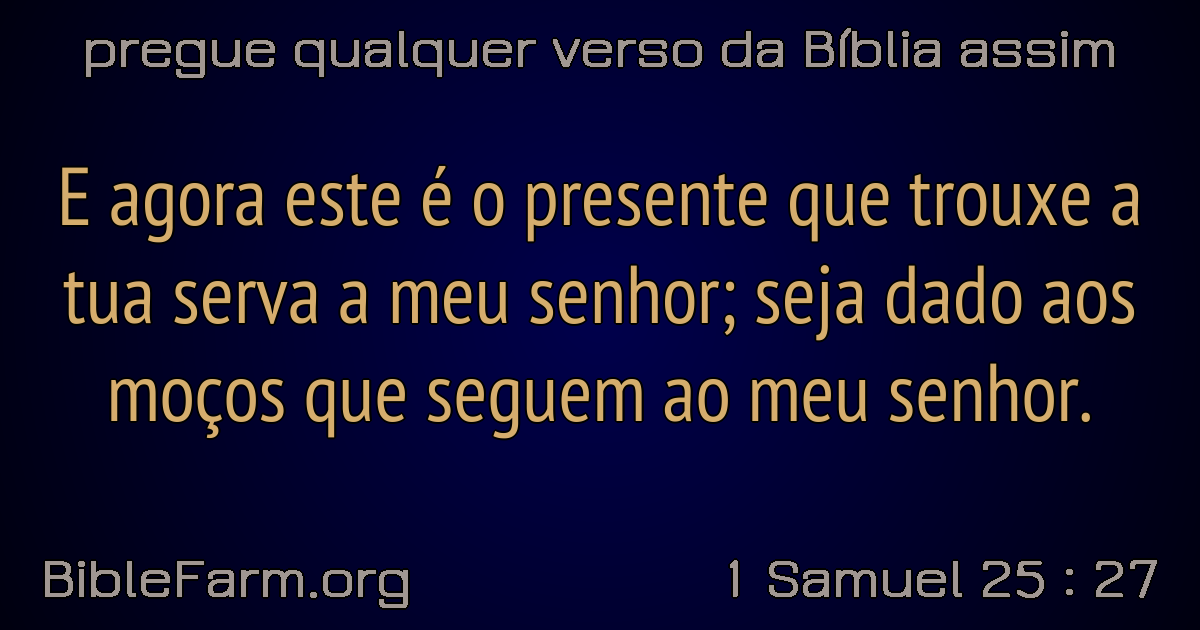 pregue qualquer verso da Bíblia assim
E agora este é o presente que trouxe a
tua serva a meu senhor; seja dado aos
moços que seguem ao meu senhor.
BibleFarm.org
1 Samuel 25 : 27